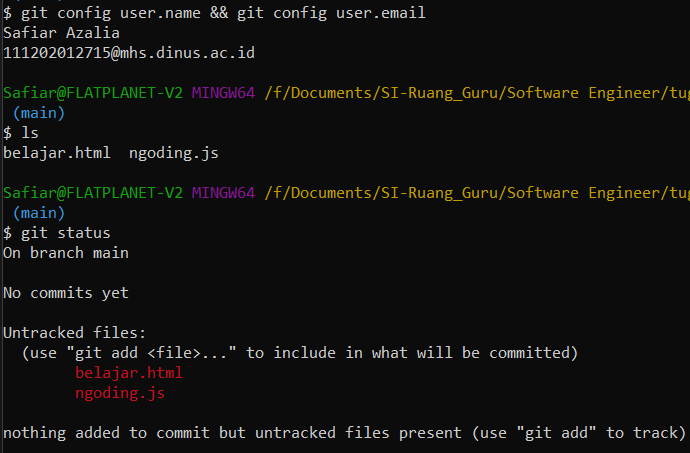 $ git config user.name && git config user.email
Safiar Azalia
111202012715@mhs.dinus.ac.id
Safiar@FLATPLANET-V2 MINGW64 /f/Documents/SI-Ruang_Guru/Software Engineer/tug
(main)
$ ls
belajar.html  ngoding.js
Safiar@FLATPLANET-V2 MINGW64 /f/Documents/SI-Ruang_Guru/Software Engineer/tug
(main)
$ git status
On branch main
No commits yet
Untracked files:
(use "git add <file>..." to include in what will be committed)
belajar.html
ngoding.js
nothing added to commit but untracked files present (use "git add" to track)